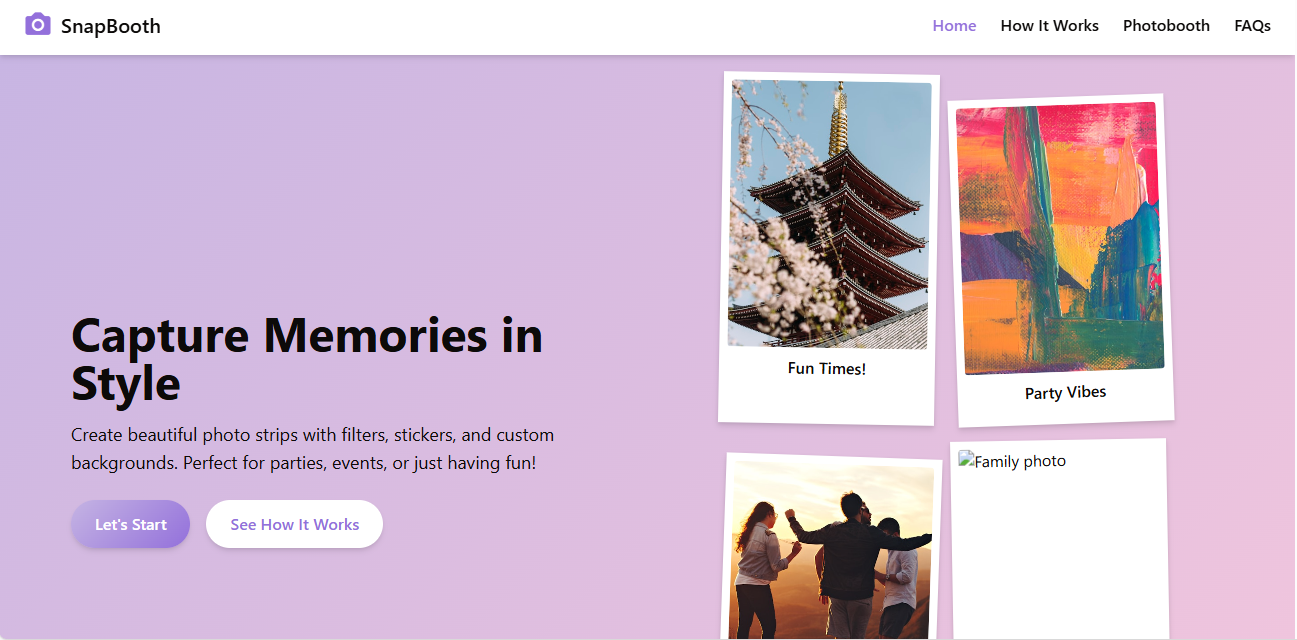 SnapBooth
Home
How It Works
Photobooth
FAQs
Capture Memories in
Style
Create beautiful photo strips with filters, stickers, and custom
backgrounds. Perfect for parties, events, or just having fun!
Let's Start
See How It Works
Fun Times!
Party Vibes
Family photo